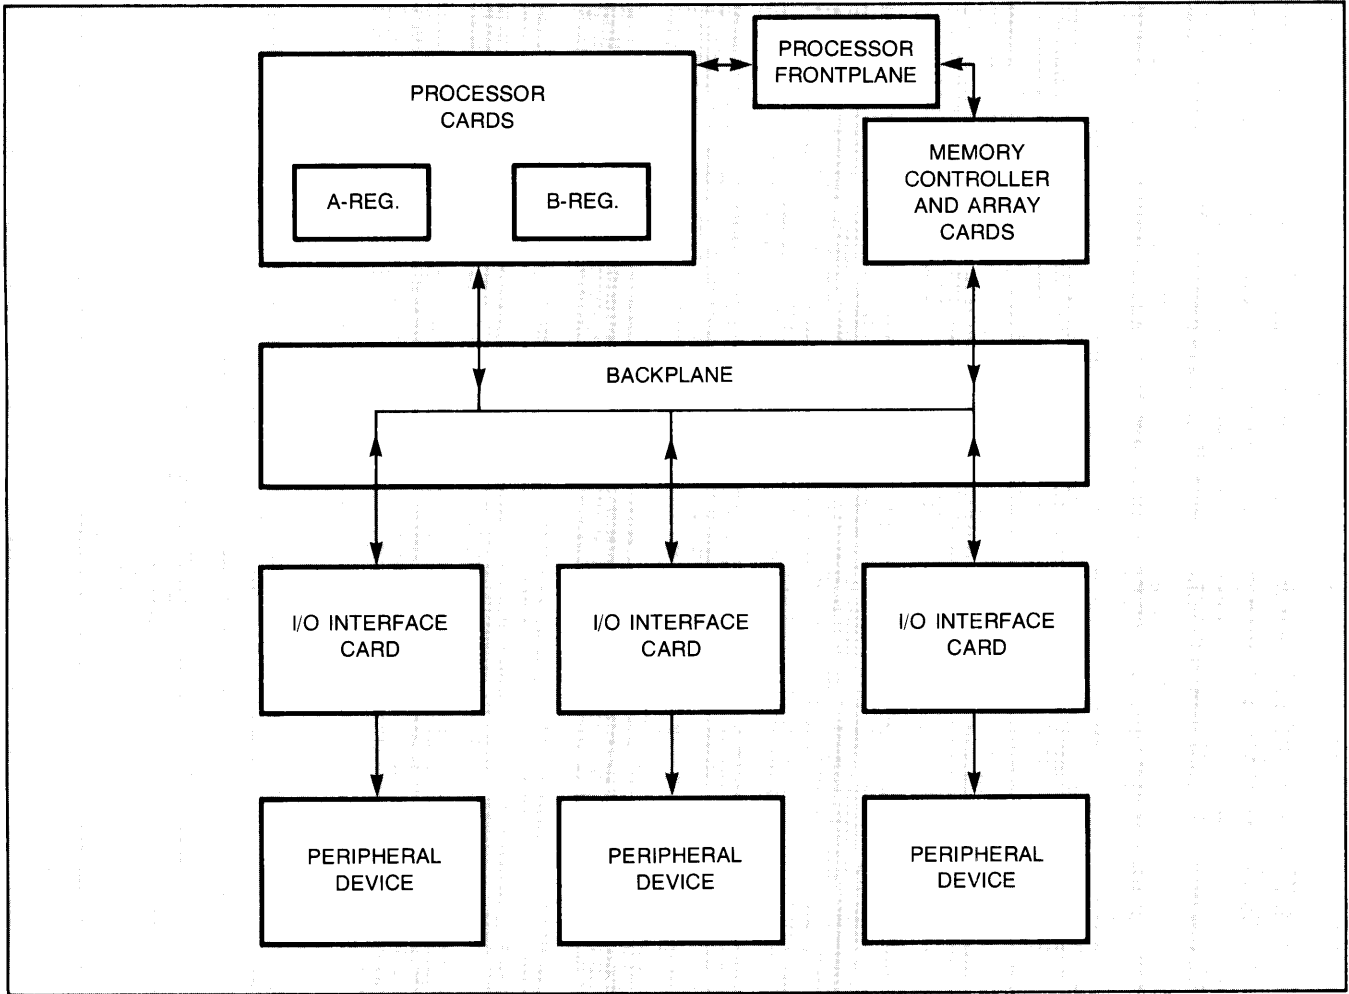 PROCESSOR
FRONTPLANE
PROCESSOR
CARDS
A-REG.
B-REG.
MEMORY
CONTROLLER
AND ARRAY
CARDS
BACKPLANE
I/O INTERFACE
CARD
I/O INTERFACE
CARD
I/O INTERFACE
CARD
PERIPHERAL
DEVICE
PERIPHERAL
DEVICE
PERIPHERAL
DEVICE